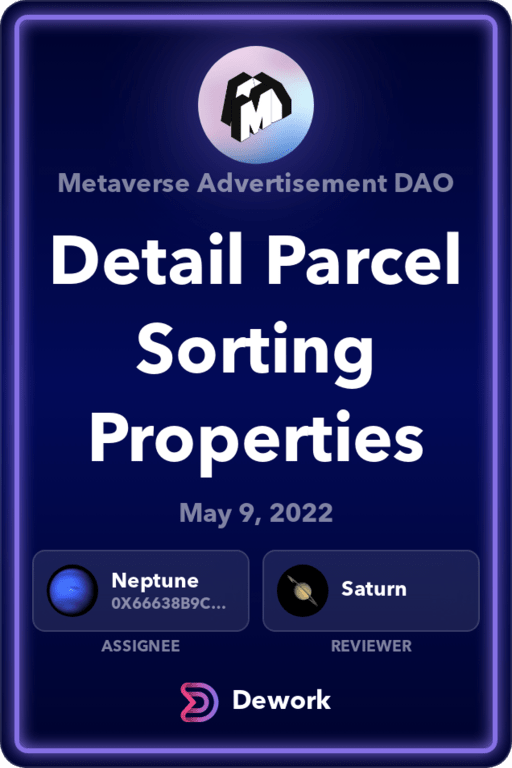 M
Metaverse Advertisement DAO
Detail Parcel
Sorting
Properties
May 9, 2022
Neptune
0X66638B9C...
Saturn
ASSIGNEE
REVIEWER
Dework